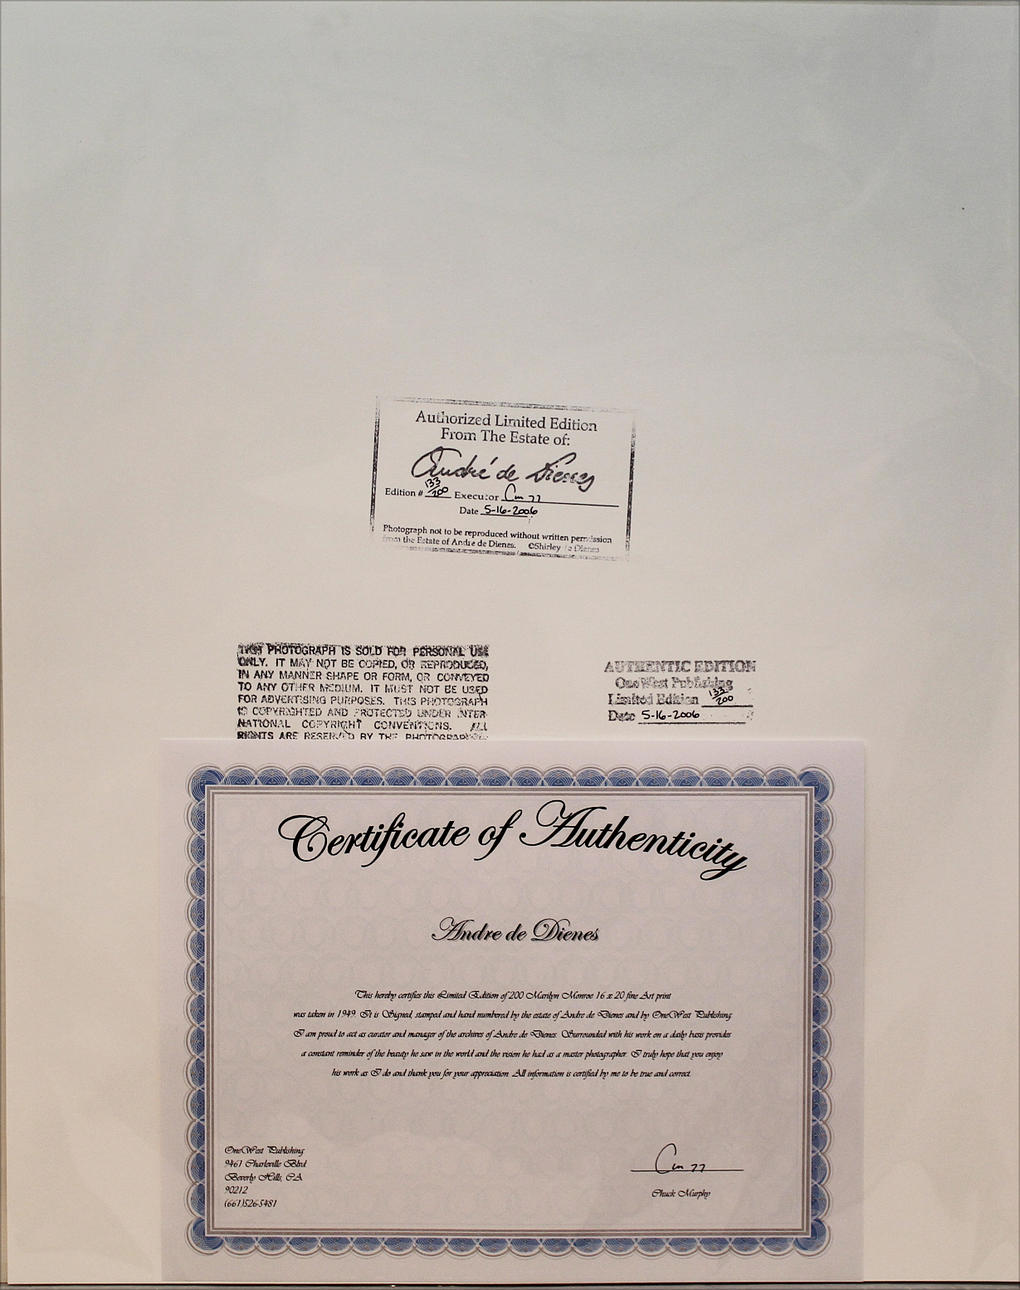 Authorized Limited Edition
From The Estate of:
André de Dienes
Edition # 133/200 Executor
Date 5-16-2006
Photograph not to be reproduced without written permission
from the Estate of Andre de Dienes. ©Shirley de Dienes
THIS PHOTOGRAPH IS SOLD FOR PERSONAL USE
ONLY. IT MAY NOT BE COPIED, OR REPRODUCED,
IN ANY MANNER SHAPE OR FORM, OR CONVEYED
TO ANY OTHER MEDIUM. IT MUST NOT BE USED
FOR ADVERTISING PURPOSES. THIS PHOTOGRAPH
IS COPYRIGHTED AND PROTECTED UNDER INTER-
NATIONAL COPYRIGHT CONVENTIONS. ALL
RIGHTS ARE RESERVED BY THE PHOTOGRAPHER
AUTHENTIC EDITION
OneWest Publishing
Limited Edition 133/200
Date 5-16-2006
Certificate of Authenticity
Andre de Dienes
This hereby certifies this Limited Edition of 200 Marilyn Monroe 16 x 20 fine Art print
was taken in 1949. It is Signed, stamped and hand numbered by the estate of Andre de Dienes and by OneWest Publishing.
I am proud to act as curator and manager of the archives of Andre de Dienes. Surrounded with his work on a daily basis provides
a constant reminder of the beauty he saw in the world and the vision he had as a master photographer. I truly hope that you enjoy
his work as I do and thank you for your appreciation. All information is certified by me to be true and correct.
OneWest Publishing
9461 Charleville Blvd
Beverly Hills, CA
90212
(661)526-5481
Chuck Murphy